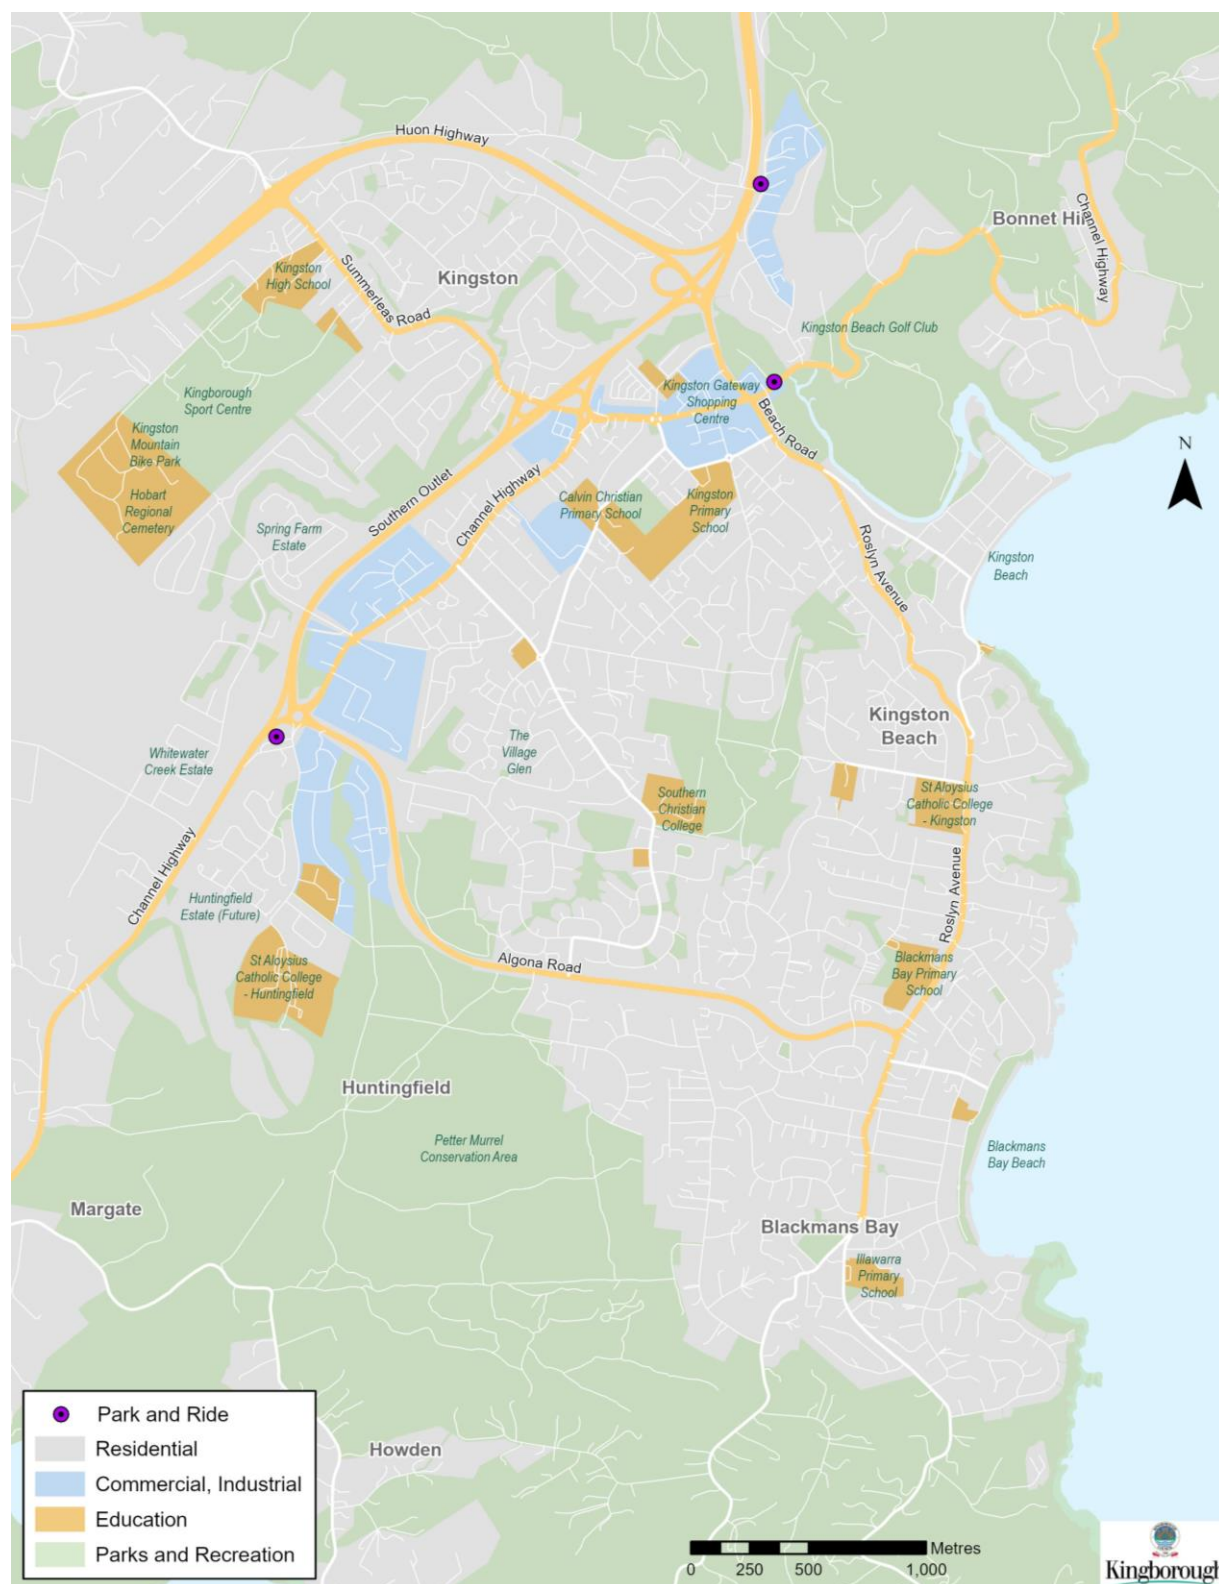 Huon Highway
Bonnet Hil
Channel Highway
Kingston
High School
Summerleas Road
Kingston
Kingston Beach Golf Club
Kingborough
Sport Centre
Kingston Gateway
Shopping
Centre
Beach Road
Kingston
Mountain
Bike Park
Hobart
Regional
Cemetery
Southern Outlet
Channel Highway
Calvin Christian
Primary School
Kingston
Primary
School
N
Spring Farm
Estate
Roslyn Avenue
Kingston
Beach
Kingston
Beach
The
Village
Glen
Whitewater
Creek Estate
Southern
Christian
College
St Aloysius
Catholic College
- Kingston
Channel Highway
Huntingfield
Estate (Future)
Roslyn Avenue
St Aloysius
Catholic College
- Huntingfield
Algona Road
Blackmans
Bay Primary
School
Huntingfield
Petter Murrel
Conservation Area
Blackmans
Bay Beach
Margate
Blackmans Bay
Illawarra
Primary
School
Howden
Park and Ride
Residential
Commercial, Industrial
Education
Parks and Recreation
Metres
0 250 500 1,000
Kingborough